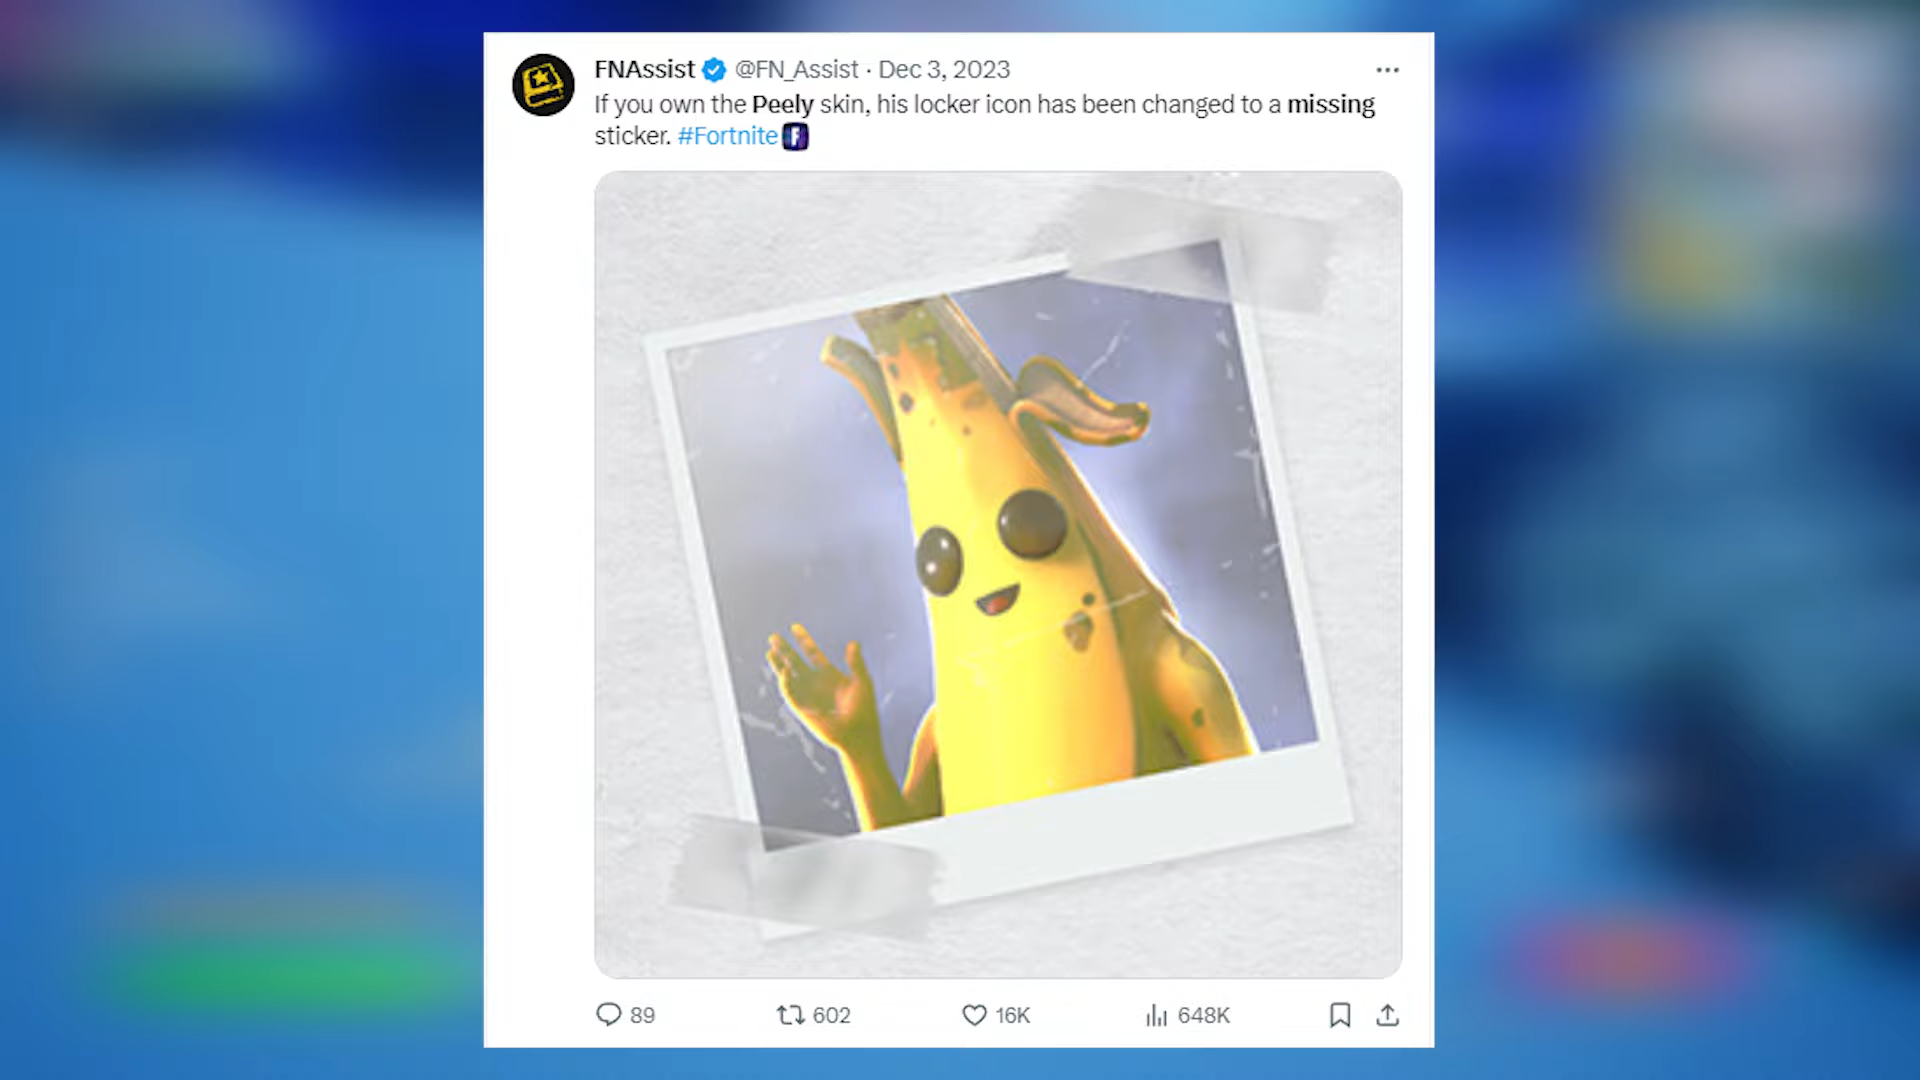 FNAssist @FN_Assist · Dec 3, 2023
If you own the Peely skin, his locker icon has been changed to a missing
sticker. #Fortnite
89 602 16K 648K